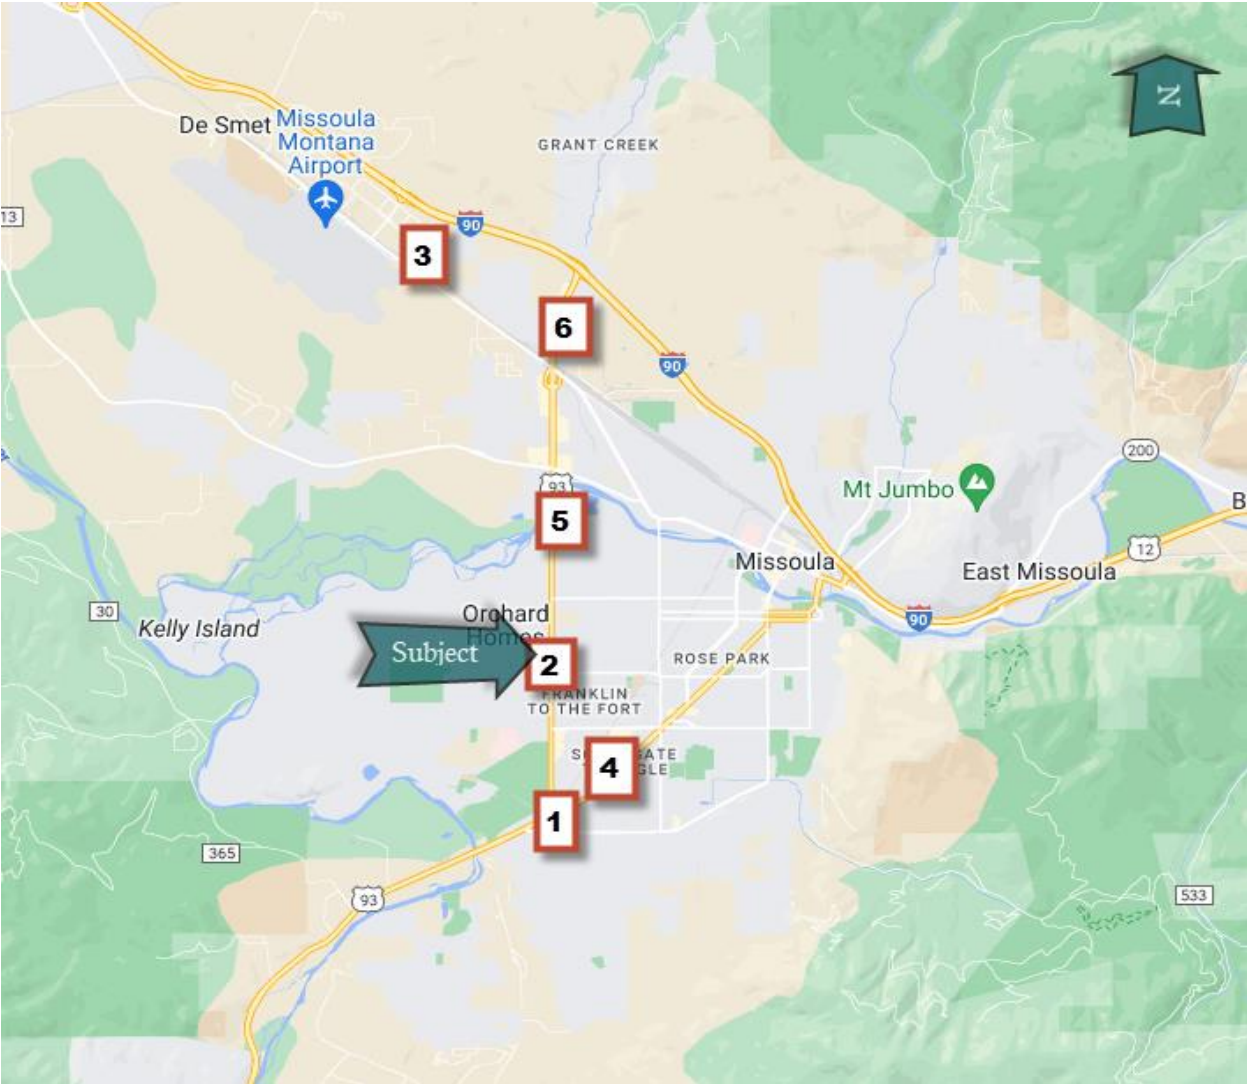 De Smet
Missoula
Montana
Airport
N
GRANT CREEK
13
90
3
6
90
200
Mt Jumbo
93
5
B
12
Missoula
East Missoula
30
Kelly Island
Orchard
Homes
90
Subject
2
ROSE PARK
FRANKLIN
TO THE FORT
4
1
365
93
533